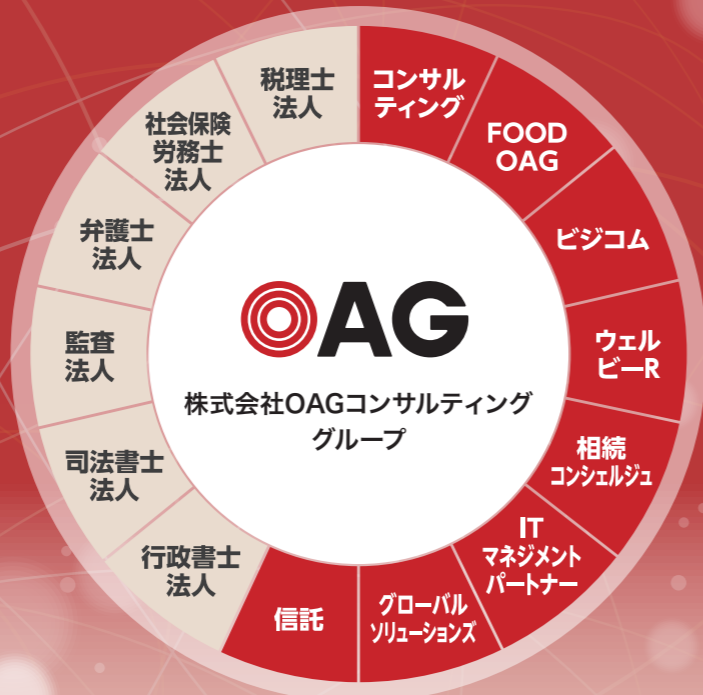 コンサル
ティング
FOOD
OAG
ビジコム
ウェル
ビーR
相続
コンシェルジュ
IT
マネジメント
パートナー
グローバル
ソリューションズ
信託
行政書士
法人
司法書士
法人
監査
法人
弁護士
法人
社会保険
労務士
法人
税理士
法人
OAG
株式会社OAGコンサルティング
グループ